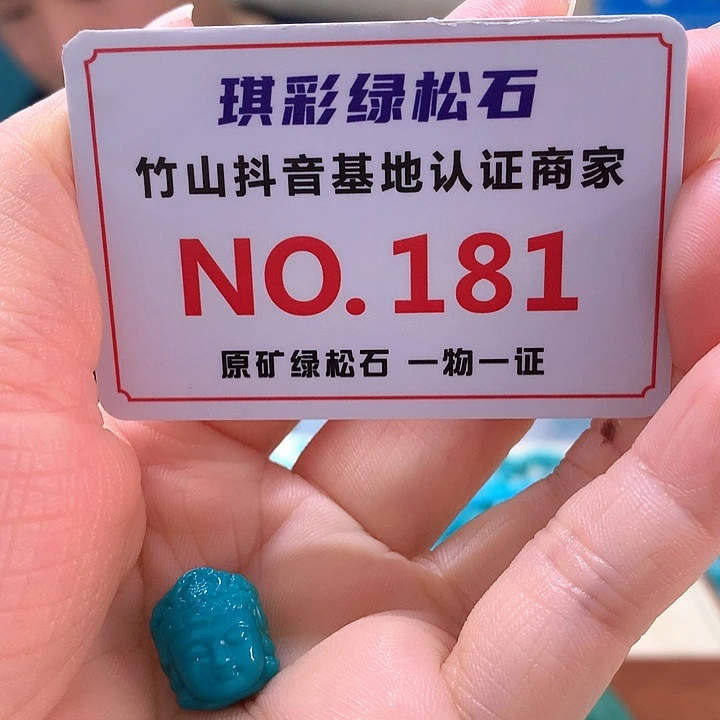 琪彩绿松石
竹山抖音基地认证商家
NO.181
原矿绿松石 一物一证